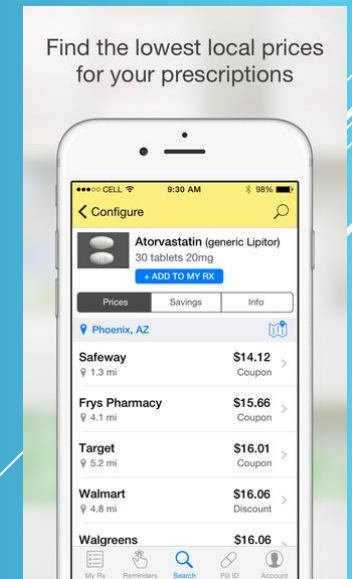 Find the lowest local prices
for your prescriptions
●●●○○ CELL 9:30 AM 98%
Configure
Atorvastatin (generic Lipitor)
30 tablets 20mg
+ ADD TO MY RX
Prices Savings Info
Phoenix, AZ
Safeway $14.12
1.3 mi Coupon
Frys Pharmacy $15.66
4.1 mi Coupon
Target $16.01
5.2 mi Coupon
Walmart $16.06
4.8 mi Discount
Walgreens $16.06
My Rx Reminders Search Pill ID Account